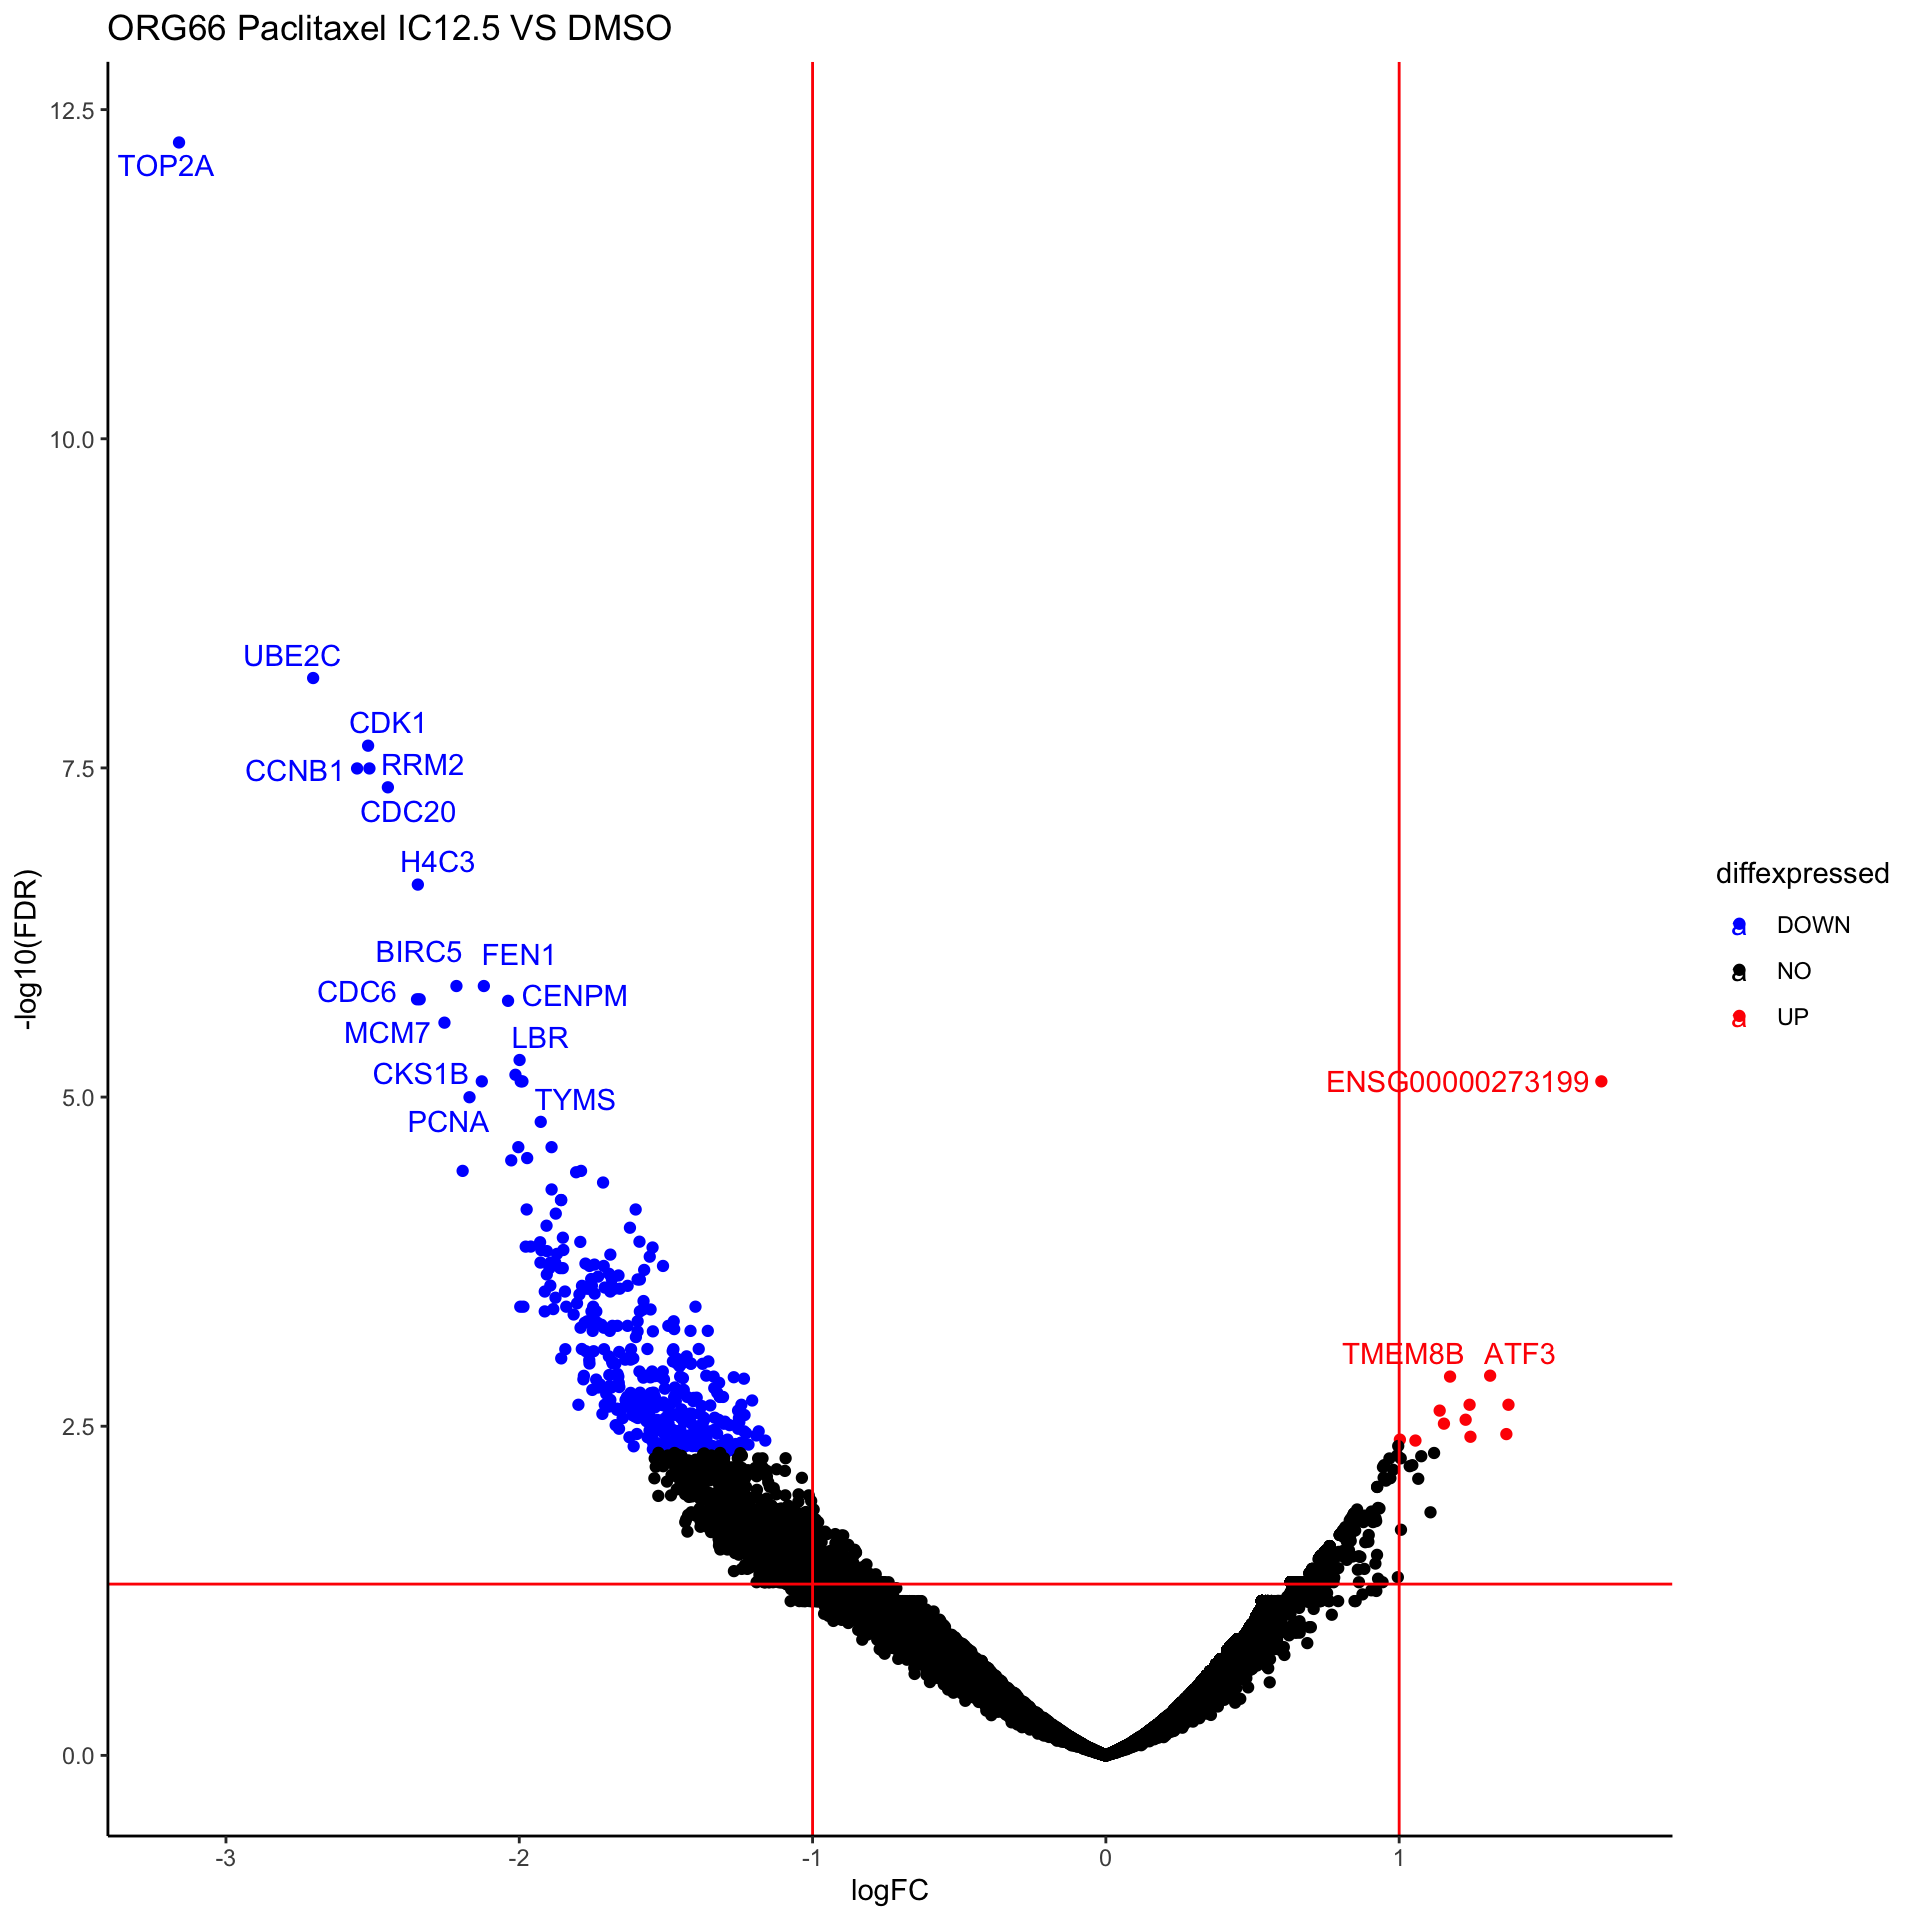 ORG66 Paclitaxel IC12.5 VS DMSO
12.5
TOP2A
10.0
UBE2C
CDK1
7.5
CCNB1
RRM2
CDC20
H4C3
-log10(FDR)
BIRC5
FEN1
CDC6
CENPM
MCM7
LBR
CKS1B
5.0
TYMS
PCNA
ENSG00000273199
TMEM8B
ATF3
2.5
0.0
-3
-2
-1
0
1
logFC
diffexpressed
a DOWN
a NO
a UP